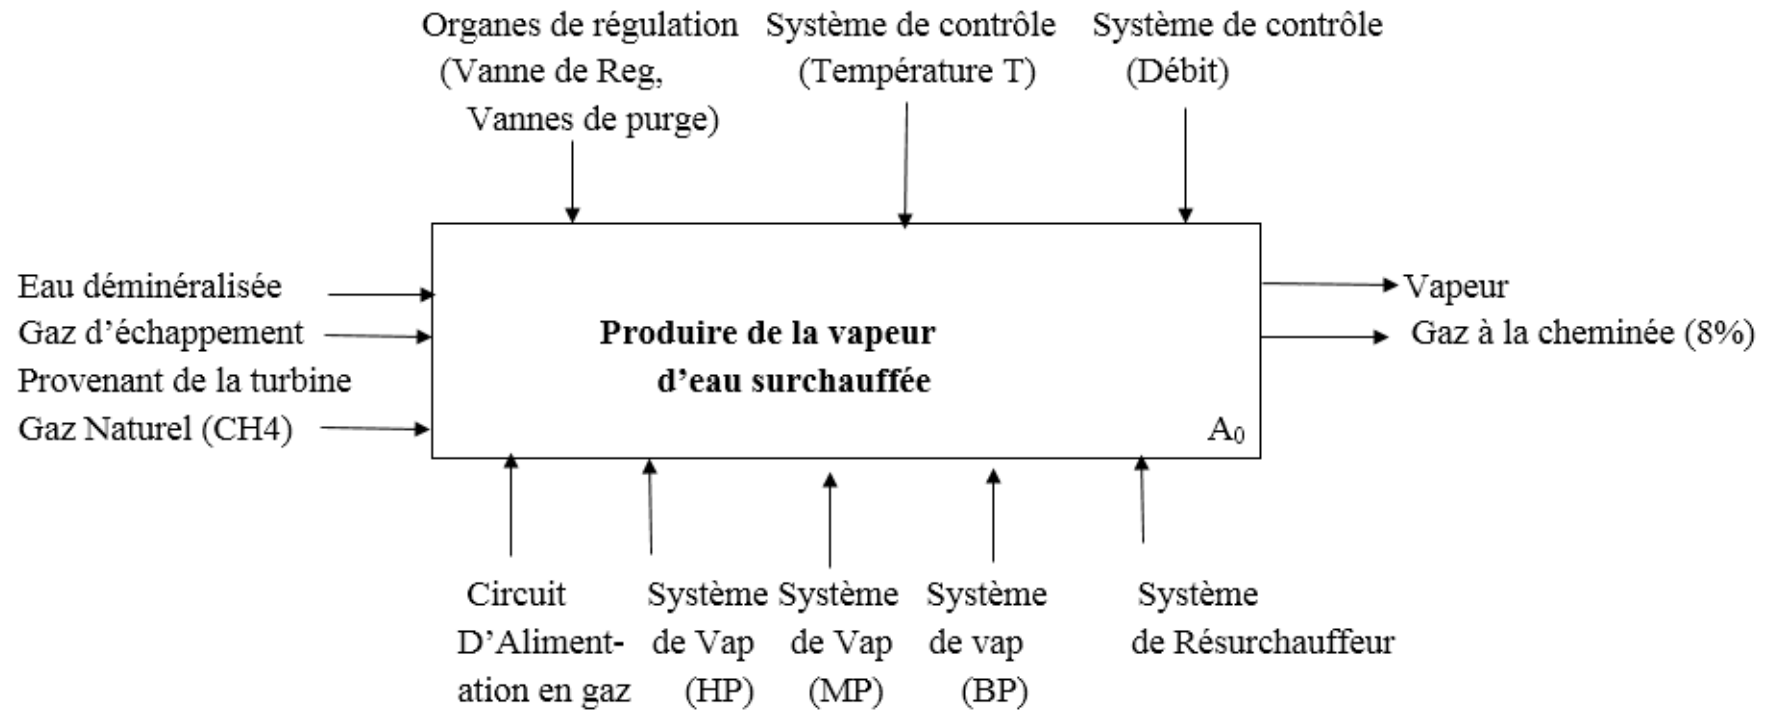 Organes de régulation Système de contrôle Système de contrôle
(Vanne de Reg, (Température T) (Débit)
Vannes de purge)
Eau déminéralisée Vapeur
Gaz d'échappement Produire de la vapeur Gaz à la cheminée (8%)
Provenant de la turbine d'eau surchauffée
Gaz Naturel (CH4) A₀
Circuit Système Système Système Système
D'Aliment- de Vap de Vap de vap de Résurchauffeur
ation en gaz (HP) (MP) (BP)